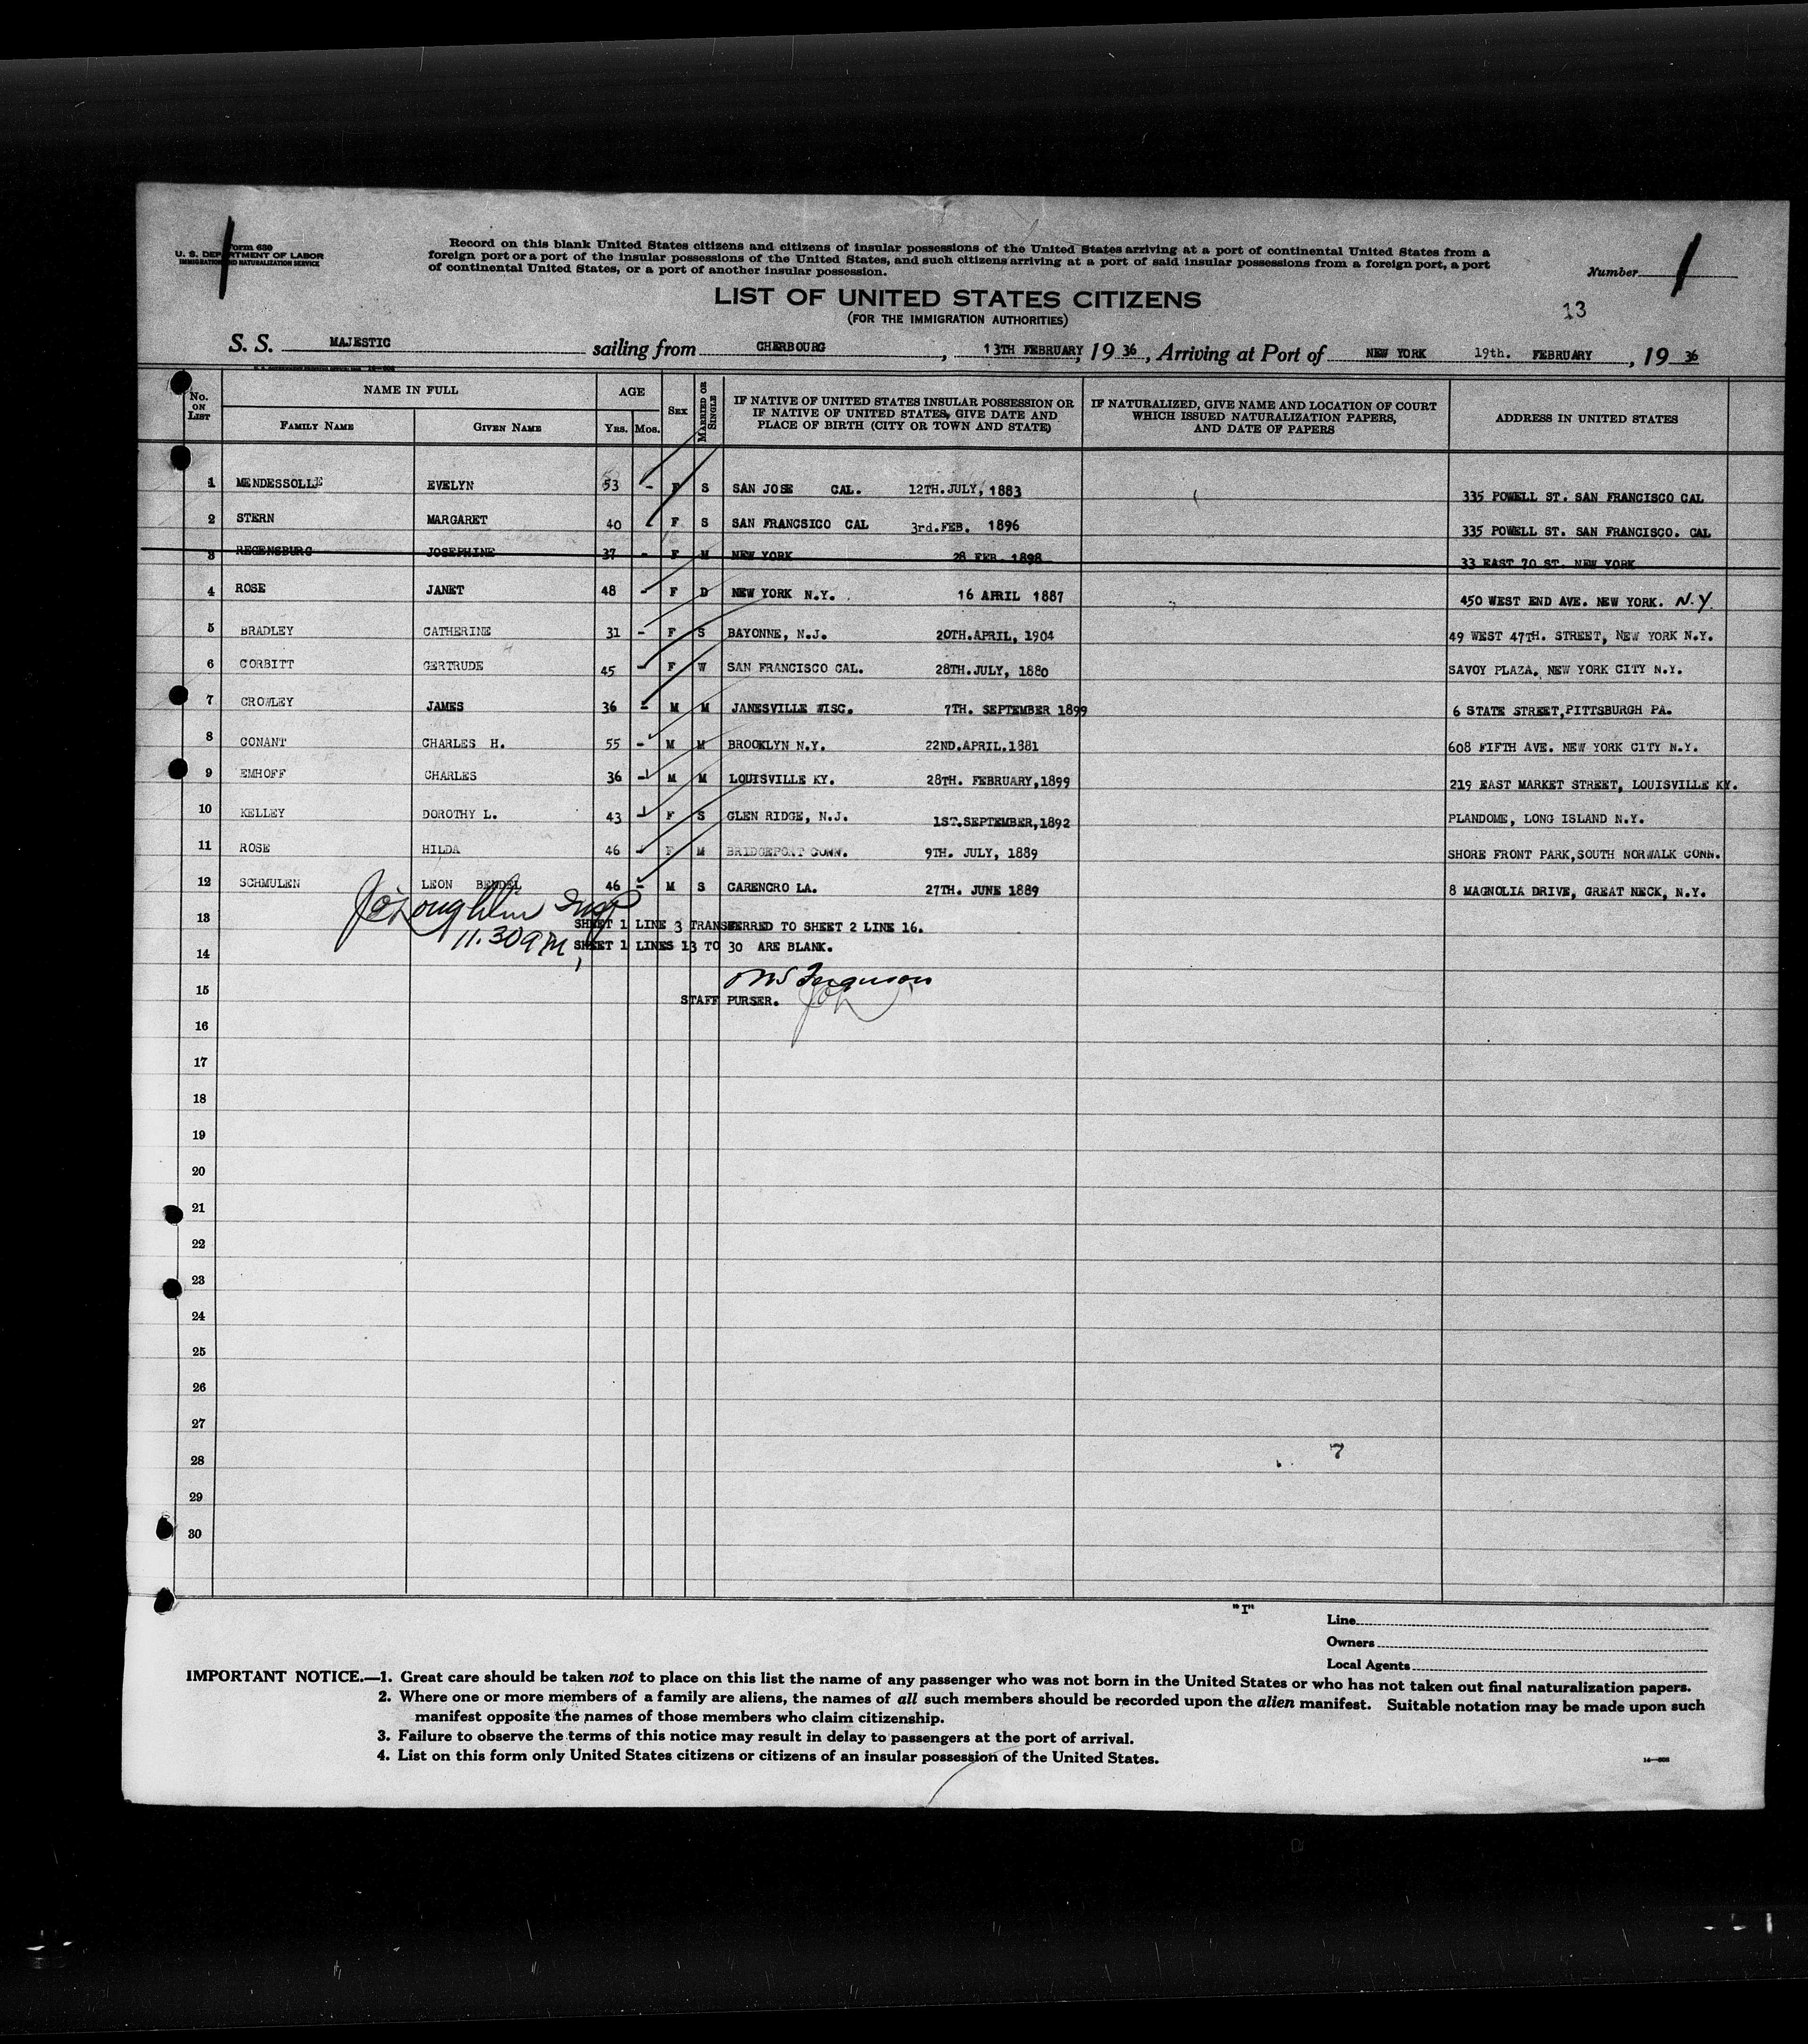 Form 630
U. S. DEPARTMENT OF LABOR
IMMIGRATION AND NATURALIZATION SERVICE
Record on this blank United States citizens and citizens of insular possessions of the United States arriving at a port of continental United States from a
foreign port or a port of the insular possessions of the United States, and such citizens arriving at a port of said insular possessions from a foreign port, a port
of continental United States, or a port of another insular possession.
Number 1
LIST OF UNITED STATES CITIZENS
(FOR THE IMMIGRATION AUTHORITIES)
13
S. S. MAJESTIC sailing from CHERBOURG, 13TH FEBRUARY, 19 36, Arriving at Port of NEW YORK 19th. FEBRUARY, 19 36
No. ON LIST NAME IN FULL FAMILY NAME GIVEN NAME AGE YRS. MOS. SEX MARRIED OR SINGLE IF NATIVE OF UNITED STATES INSULAR POSSESSION OR IF NATIVE OF UNITED STATES, GIVE DATE AND PLACE OF BIRTH (CITY OR TOWN AND STATE) IF NATURALIZED, GIVE NAME AND LOCATION OF COURT WHICH ISSUED NATURALIZATION PAPERS, AND DATE OF PAPERS ADDRESS IN UNITED STATES
1 MENDESSOLLE EVELYN 53 - F S SAN JOSE CAL. 12TH.JULY, 1883 335 POWELL ST. SAN FRANCISCO CAL
2 STERN MARGARET 40 - F S SAN FRANCSICO CAL 3rd.FEB. 1896 335 POWELL ST. SAN FRANCISCO. CAL
3 REGENSBURG JOSEPHINE 37 - F M NEW YORK 28 FEB. 1898 33 EAST 70 ST. NEW YORK
4 ROSE JANET 48 - F D NEW YORK N.Y. 16 APRIL 1887 450 WEST END AVE. NEW YORK. N.Y.
5 BRADLEY CATHERINE 31 - F S BAYONNE, N.J. 20TH.APRIL, 1904 49 WEST 47TH. STREET, NEW YORK N.Y.
6 CORBITT GERTRUDE 45 - F W SAN FRANCISCO CAL. 28TH.JULY, 1880 SAVOY PLAZA. NEW YORK CITY N.Y.
7 CROWLEY JAMES 36 - M M JANESVILLE WISC. 7TH. SEPTEMBER 1899 6 STATE STREET,PITTSBURGH PA.
8 CONANT CHARLES H. 55 - M M BROOKLYN N.Y. 22ND.APRIL.1881 608 FIFTH AVE. NEW YORK CITY N.Y.
9 EMHOFF CHARLES 36 - M M LOUISVILLE KY. 28TH. FEBRUARY,1899 219 EAST MARKET STREET, LOUISVILLE KY.
10 KELLEY DOROTHY L. 43 - F S GLEN RIDGE, N.J. 1ST.SEPTEMBER,1892 PLANDOME, LONG ISLAND N.Y.
11 ROSE HILDA 46 - F M BRIDGEPORT CONN. 9TH. JULY, 1889 SHORE FRONT PARK,SOUTH NORWALK CONN.
12 SCHMULEN LEON BENDEL 46 - M S CARENCRO LA. 27TH. JUNE 1889 8 MAGNOLIA DRIVE, GREAT NECK, N.Y.
13 SHEET 1 LINE 3 TRANSFERRED TO SHEET 2 LINE 16.
11.30am, SHEET 1 LINES 13 TO 30 ARE BLANK.
14
Ferguson
15 STAFF PURSER.
16
17
18
19
20
21
22
23
24
25
26
27
28
7
29
30
"I"
Line
Owners
Local Agents
IMPORTANT NOTICE.—1. Great care should be taken not to place on this list the name of any passenger who was not born in the United States or who has not taken out final naturalization papers.
2. Where one or more members of a family are aliens, the names of all such members should be recorded upon the alien manifest. Suitable notation may be made upon such
manifest opposite the names of those members who claim citizenship.
3. Failure to observe the terms of this notice may result in delay to passengers at the port of arrival.
4. List on this form only United States citizens or citizens of an insular possession of the United States.